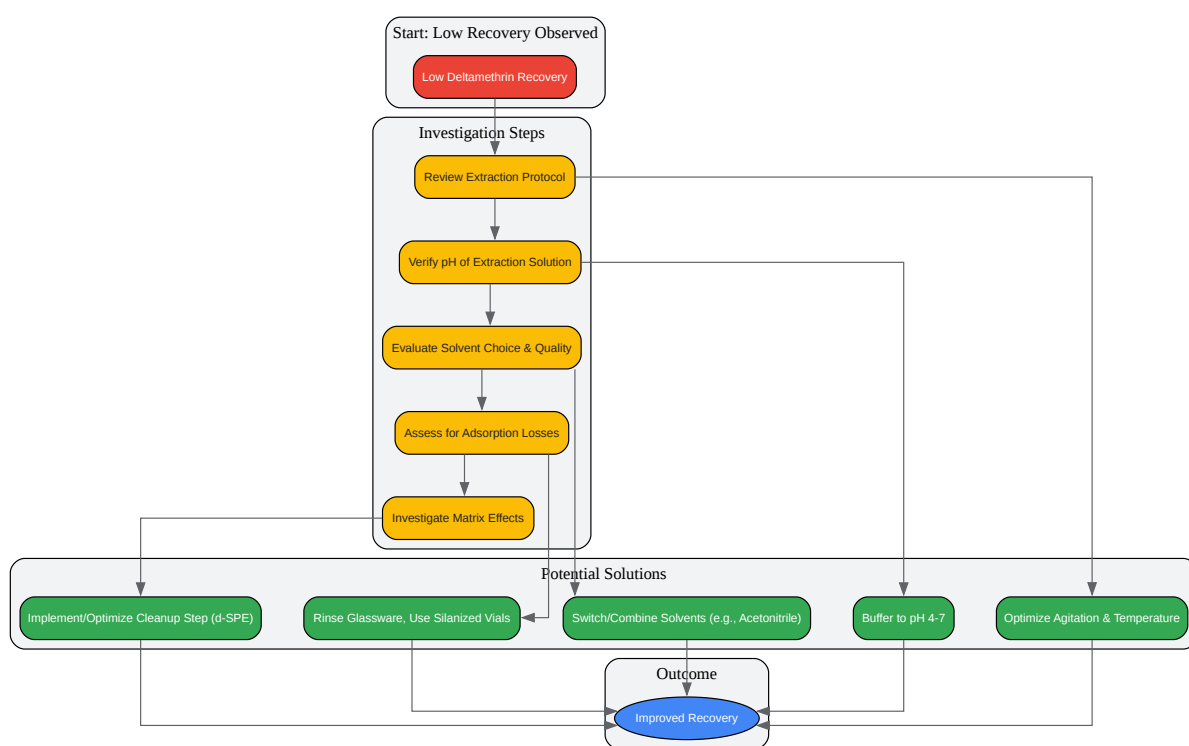 Start: Low Recovery Observed
Low Deltamethrin Recovery
Investigation Steps
Review Extraction Protocol
Verify pH of Extraction Solution
Evaluate Solvent Choice & Quality
Assess for Adsorption Losses
Investigate Matrix Effects
Potential Solutions
Implement/Optimize Cleanup Step (d-SPE)
Rinse Glassware, Use Silanized Vials
Switch/Combine Solvents (e.g., Acetonitrile)
Buffer to pH 4-7
Optimize Agitation & Temperature
Outcome
Improved Recovery